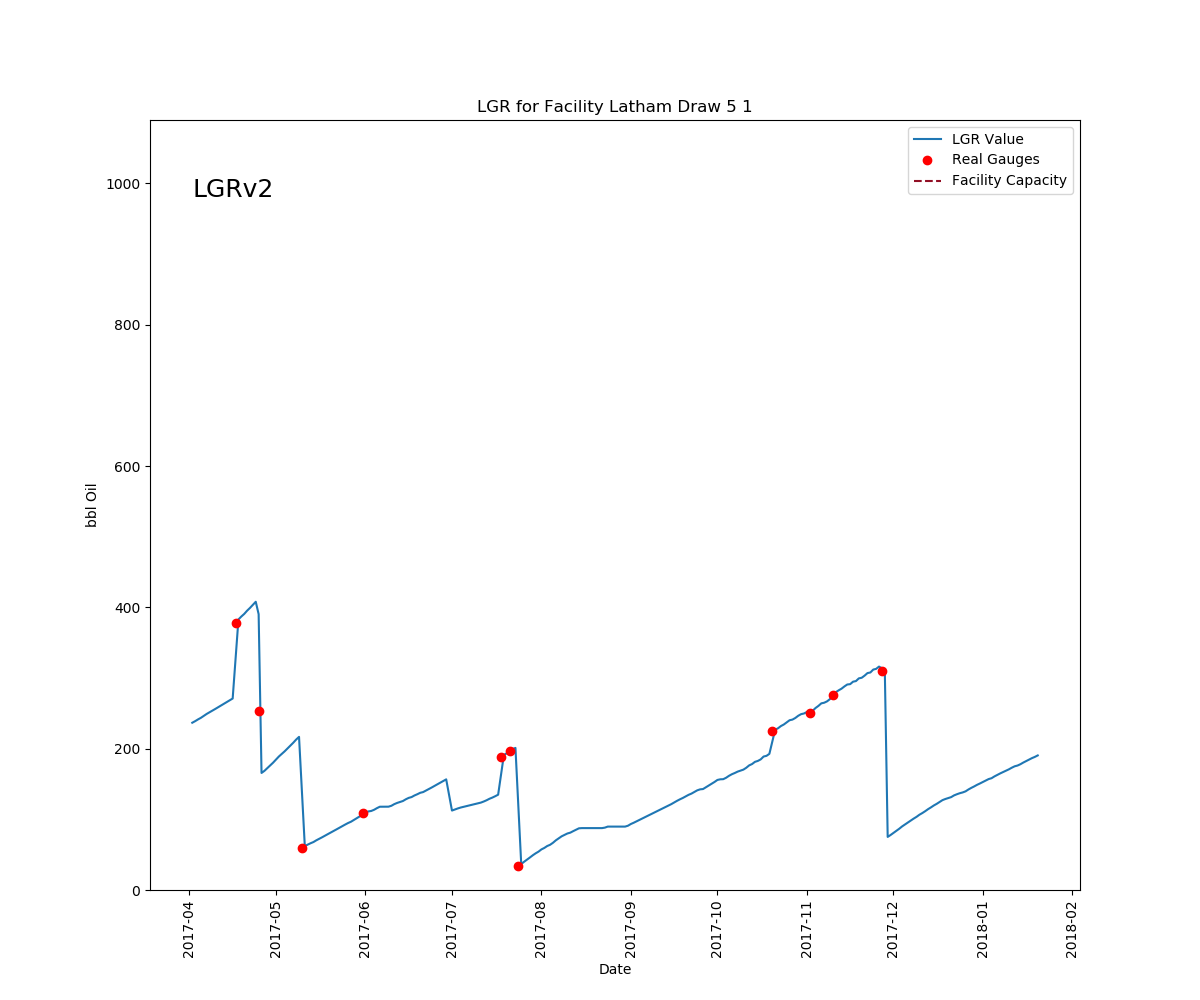 LGR for Facility Latham Draw 5 1
LGRv2
LGR Value
Real Gauges
Facility Capacity
bbl Oil
1000
800
600
400
200
0
2017-04
2017-05
2017-06
2017-07
2017-08
2017-09
2017-10
2017-11
2017-12
2018-01
2018-02
Date